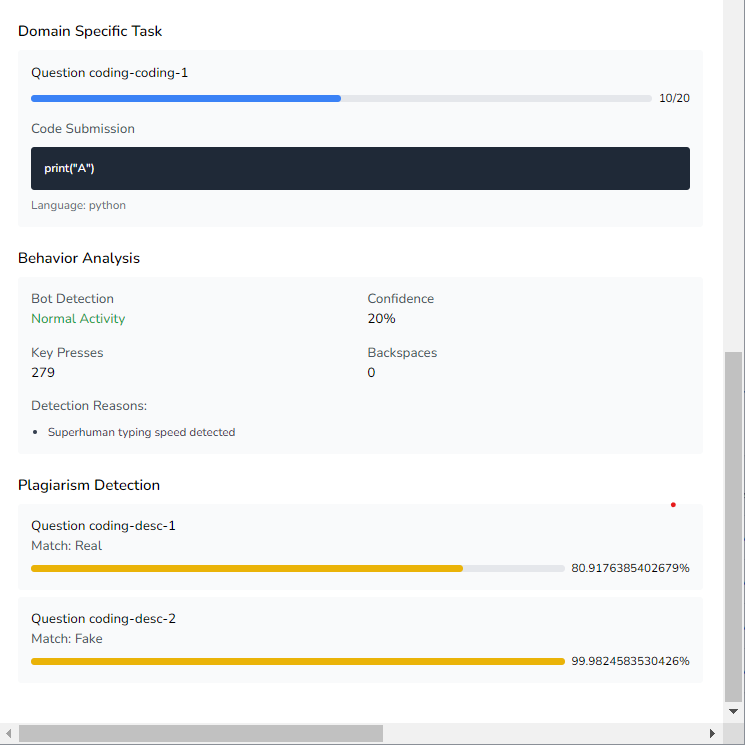 Domain Specific Task
Question coding-coding-1
10/20
Code Submission
print("A")
Language: python
Behavior Analysis
Bot Detection
Confidence
Normal Activity
20%
Key Presses
Backspaces
279
0
Detection Reasons:
• Superhuman typing speed detected
Plagiarism Detection
Question coding-desc-1
Match: Real
80.9176385402679%
Question coding-desc-2
Match: Fake
99.9824583530426%